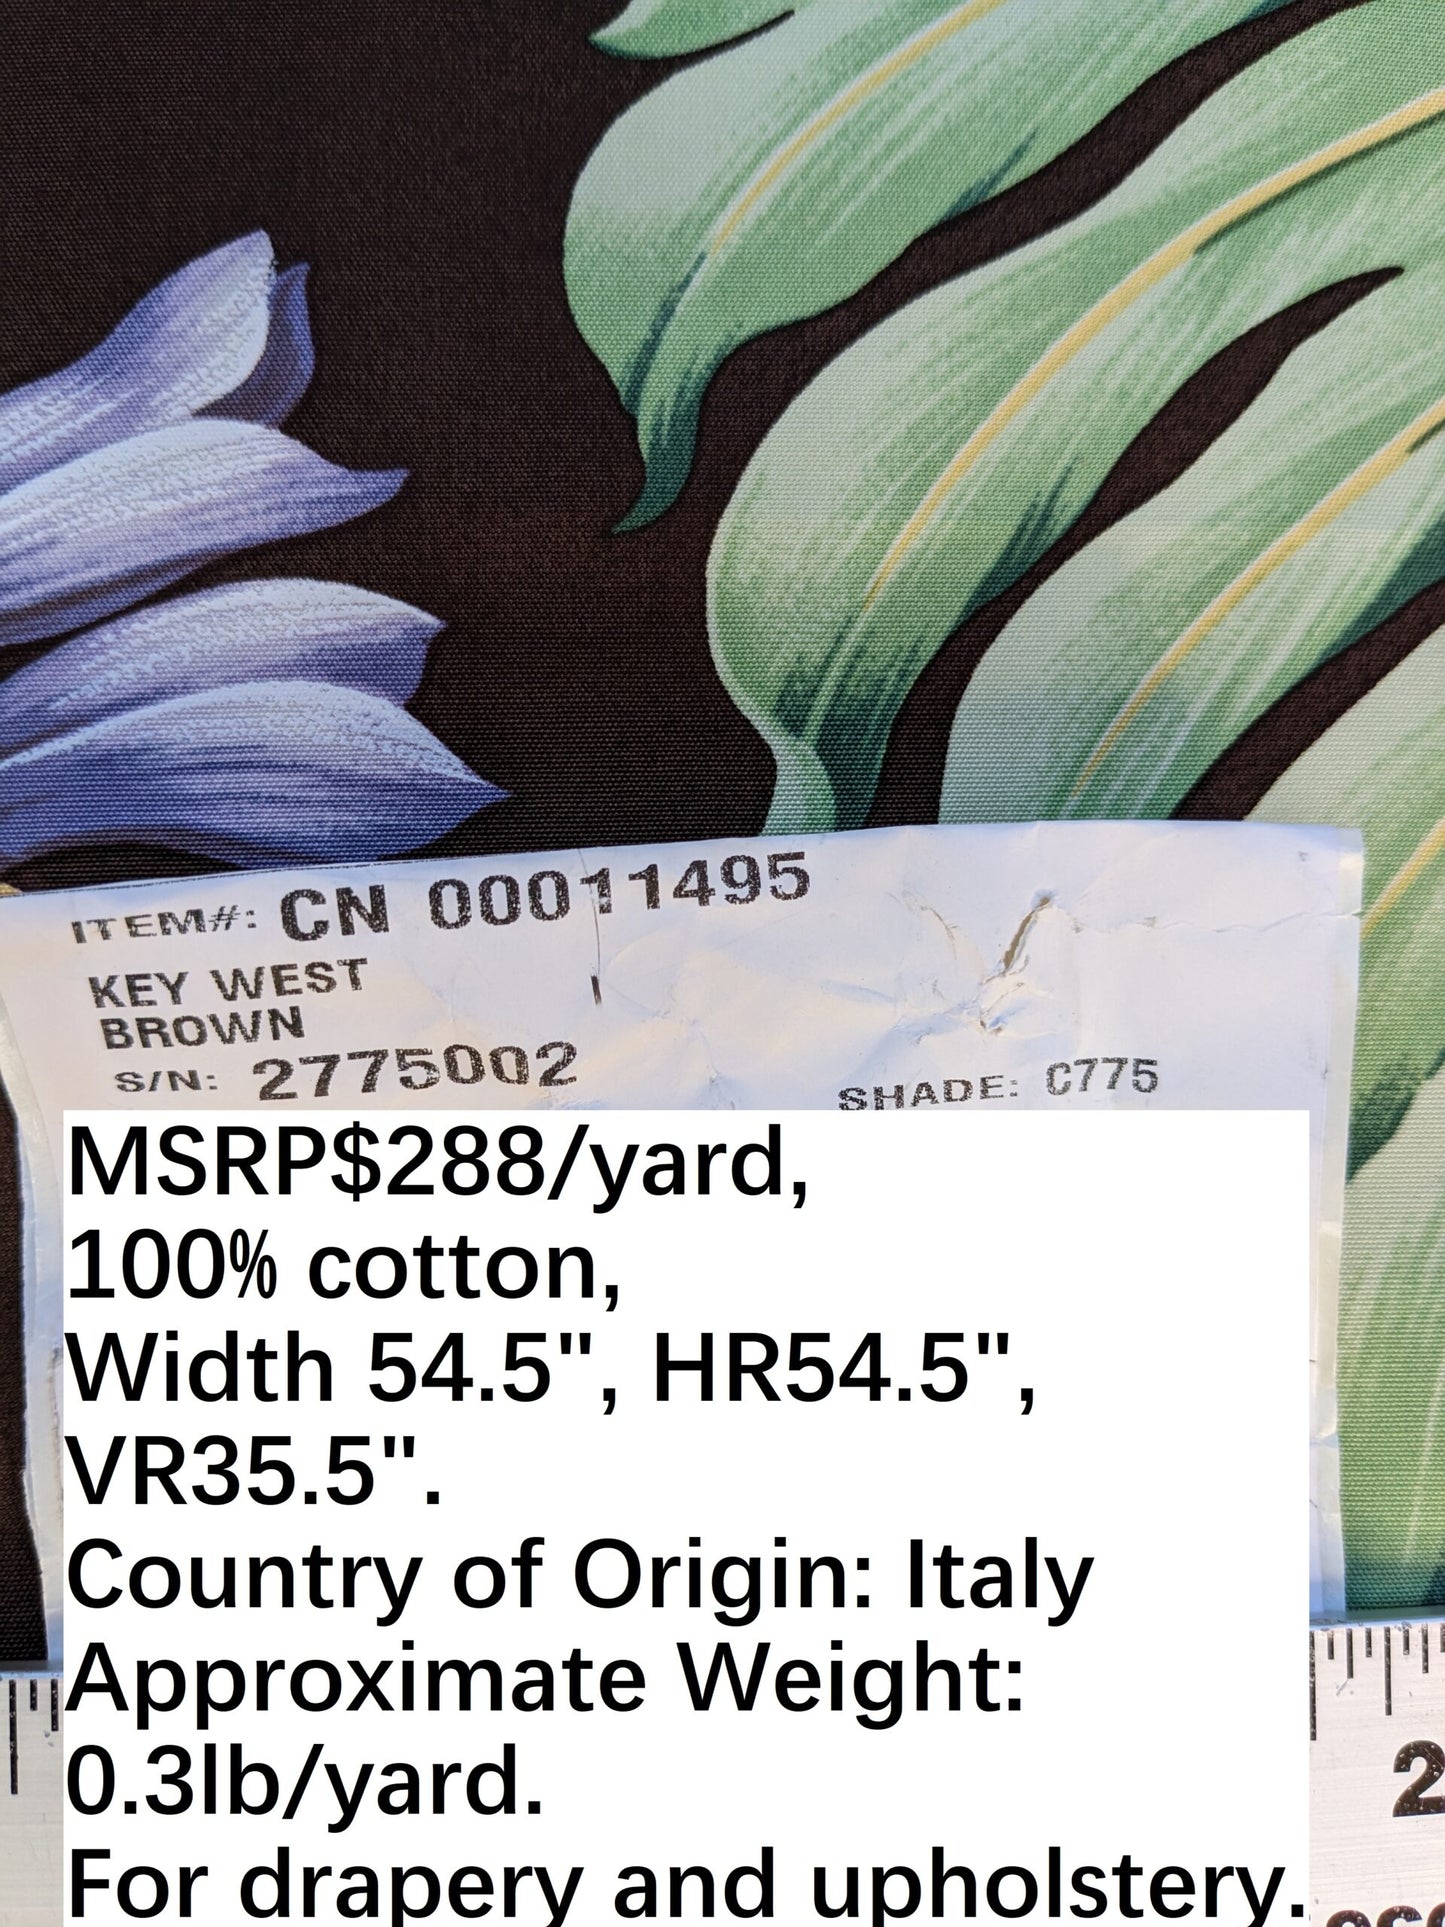 ITEM#: CN 00011495
KEY WEST
BROWN
S/N: 2775002
SHADE: C775
MSRP$288/yard,
100% cotton,
Width 54.5", HR54.5",
VR35.5".
Country of Origin: Italy
Approximate Weight:
0.3lb/yard.
For drapery and upholstery.
2